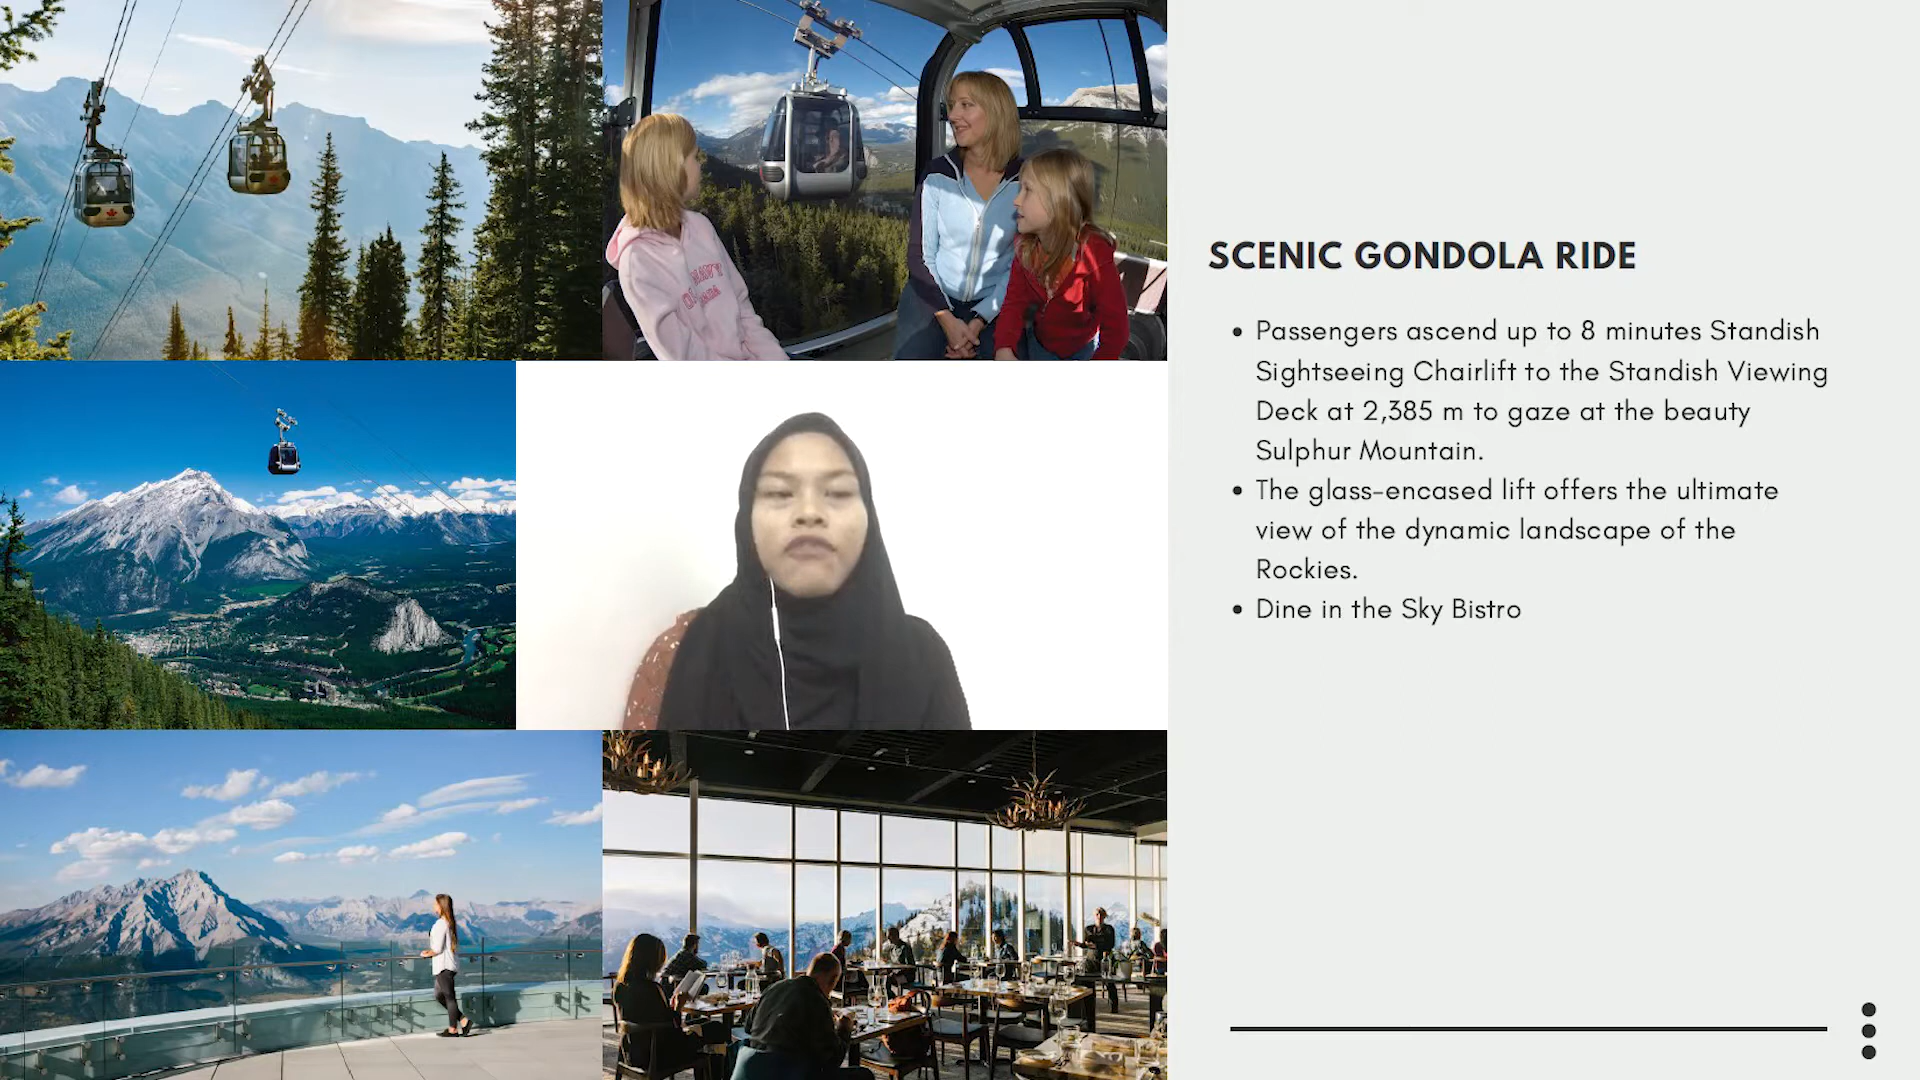 SCENIC GONDOLA RIDE
• Passengers ascend up to 8 minutes Standish
Sightseeing Chairlift to the Standish Viewing
Deck at 2,385 m to gaze at the beauty
Sulphur Mountain.
• The glass-encased lift offers the ultimate
view of the dynamic landscape of the
Rockies.
• Dine in the Sky Bistro